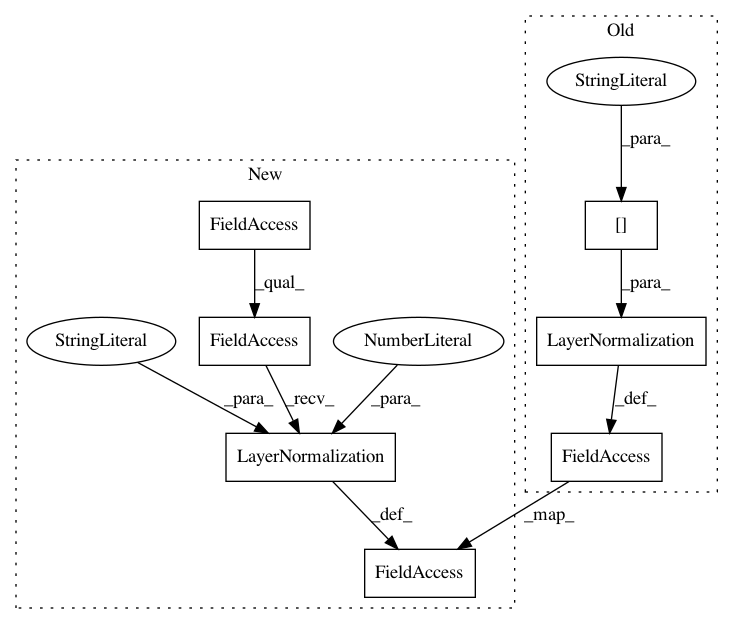 Old
StringLiteral
_para_
New
FieldAccess
[]
_qual_
_para_
StringLiteral
FieldAccess
NumberLiteral
LayerNormalization
_para_
_recv_
_para_
_def_
LayerNormalization
FieldAccess
_def_
_map_
FieldAccess